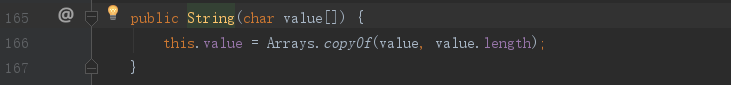 165 @ public String(char value[]) {
166 this.value = Arrays.copyOf(value, value.length);
167 }